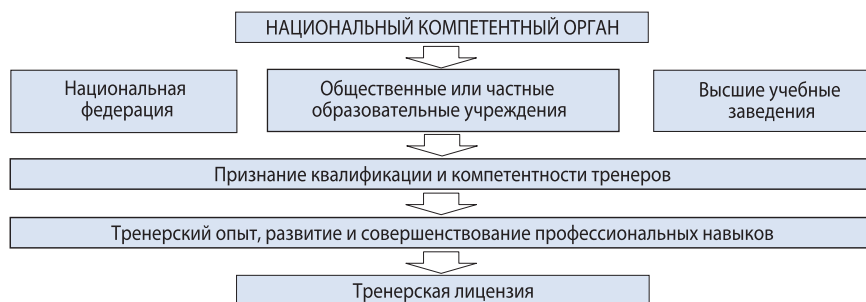 НАЦИОНАЛЬНЫЙ КОМПЕТЕНТНЫЙ ОРГАН
Национальная
федерация
Общественные или частные
образовательные учреждения
Высшие учебные
заведения
Признание квалификации и компетентности тренеров
Тренерский опыт, развитие и совершенствование профессиональных навыков
Тренерская лицензия